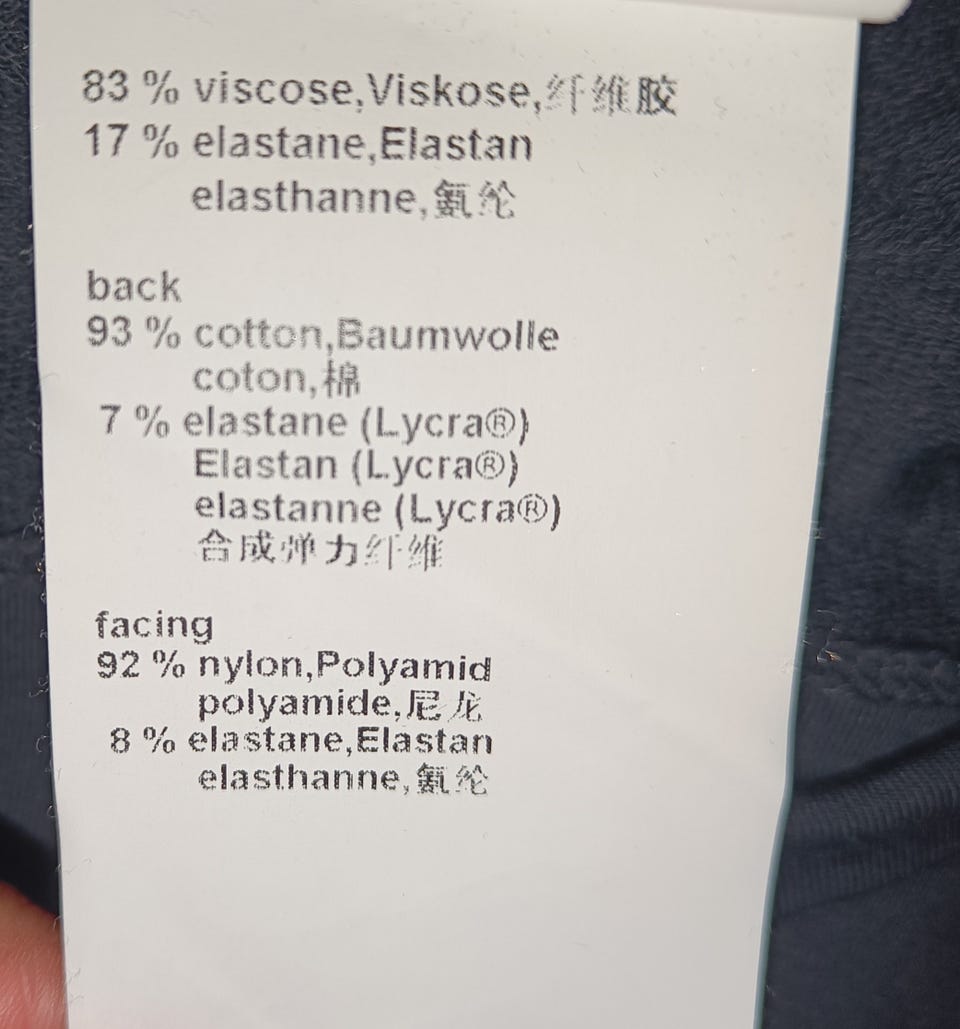 83 % viscose,Viskose,纤维胶
17 % elastane,Elastan
elasthanne,氨纶
back
93 % cotton,Baumwolle
coton,棉
7 % elastane (Lycra®)
Elastan (Lycra®)
elastanne (Lycra®)
合成弹力纤维
facing
92 % nylon,Polyamid
polyamide,尼龙
8 % elastane,Elastan
elasthanne,氨纶